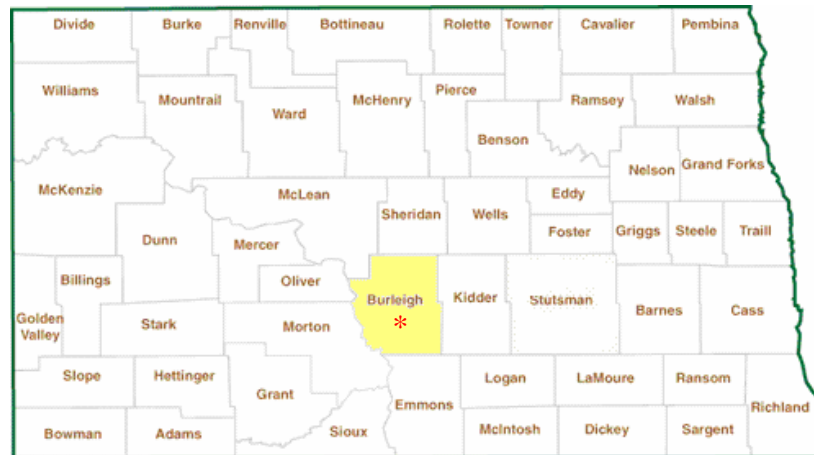 Divide
Burke
Renville
Bottineau
Rolette
Towner
Cavalier
Pembina
Williams
Mountrail
Ward
McHenry
Pierce
Benson
Ramsey
Walsh
Nelson
Grand Forks
McKenzie
McLean
Sheridan
Wells
Eddy
Foster
Griggs
Steele
Traill
Dunn
Mercer
Billings
Oliver
Burleigh
*
Kidder
Stutsman
Barnes
Cass
Golden
Valley
Stark
Morton
Slope
Hettinger
Grant
Emmons
Logan
LaMoure
Ransom
Richland
Bowman
Adams
Sioux
McIntosh
Dickey
Sargent